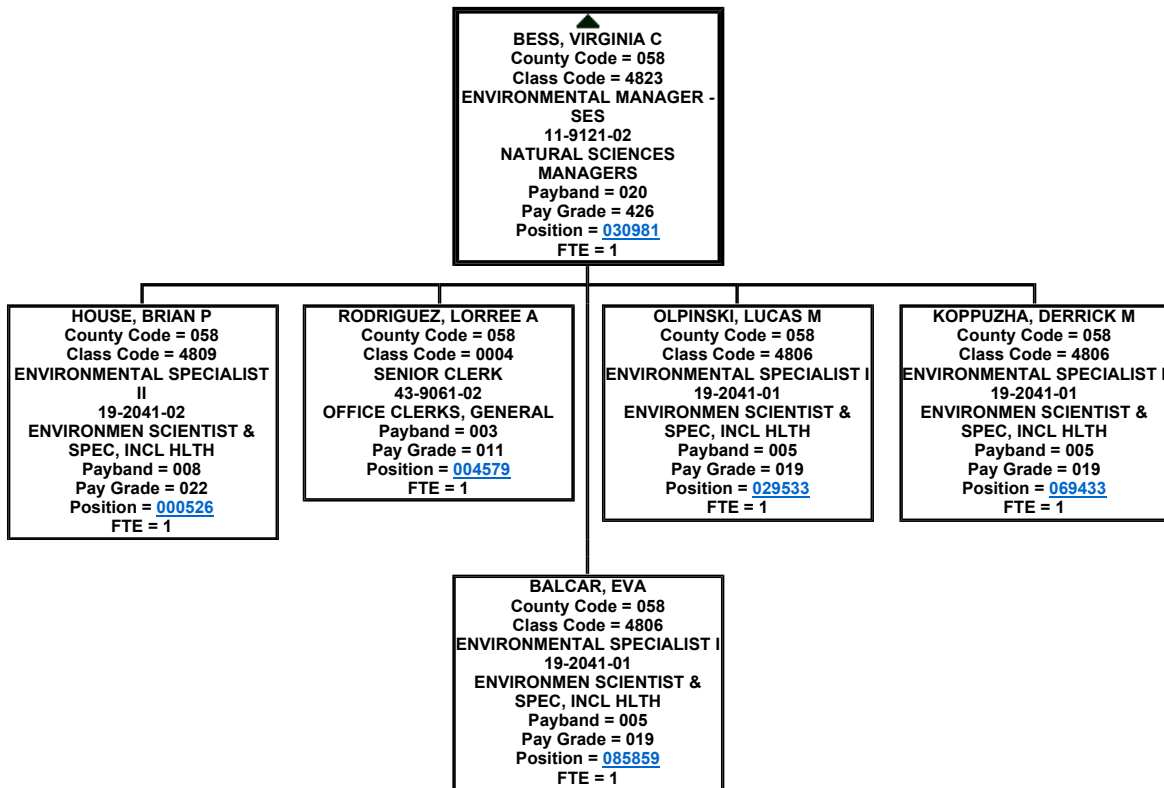 BESS, VIRGINIA C
County Code = 058
Class Code = 4823
ENVIRONMENTAL MANAGER -
SES
11-9121-02
NATURAL SCIENCES
MANAGERS
Payband = 020
Pay Grade = 426
Position = 030981
FTE = 1
HOUSE, BRIAN P
County Code = 058
Class Code = 4809
ENVIRONMENTAL SPECIALIST
II
19-2041-02
ENVIRONMEN SCIENTIST &
SPEC, INCL HLTH
Payband = 008
Pay Grade = 022
Position = 000526
FTE = 1
RODRIGUEZ, LORREE A
County Code = 058
Class Code = 0004
SENIOR CLERK
43-9061-02
OFFICE CLERKS, GENERAL
Payband = 003
Pay Grade = 011
Position = 004579
FTE = 1
OLPINSKI, LUCAS M
County Code = 058
Class Code = 4806
ENVIRONMENTAL SPECIALIST I
19-2041-01
ENVIRONMEN SCIENTIST &
SPEC, INCL HLTH
Payband = 005
Pay Grade = 019
Position = 029533
FTE = 1
KOPPUZHA, DERRICK M
County Code = 058
Class Code = 4806
ENVIRONMENTAL SPECIALIST I
19-2041-01
ENVIRONMEN SCIENTIST &
SPEC, INCL HLTH
Payband = 005
Pay Grade = 019
Position = 069433
FTE = 1
BALCAR, EVA
County Code = 058
Class Code = 4806
ENVIRONMENTAL SPECIALIST I
19-2041-01
ENVIRONMEN SCIENTIST &
SPEC, INCL HLTH
Payband = 005
Pay Grade = 019
Position = 085859
FTE = 1